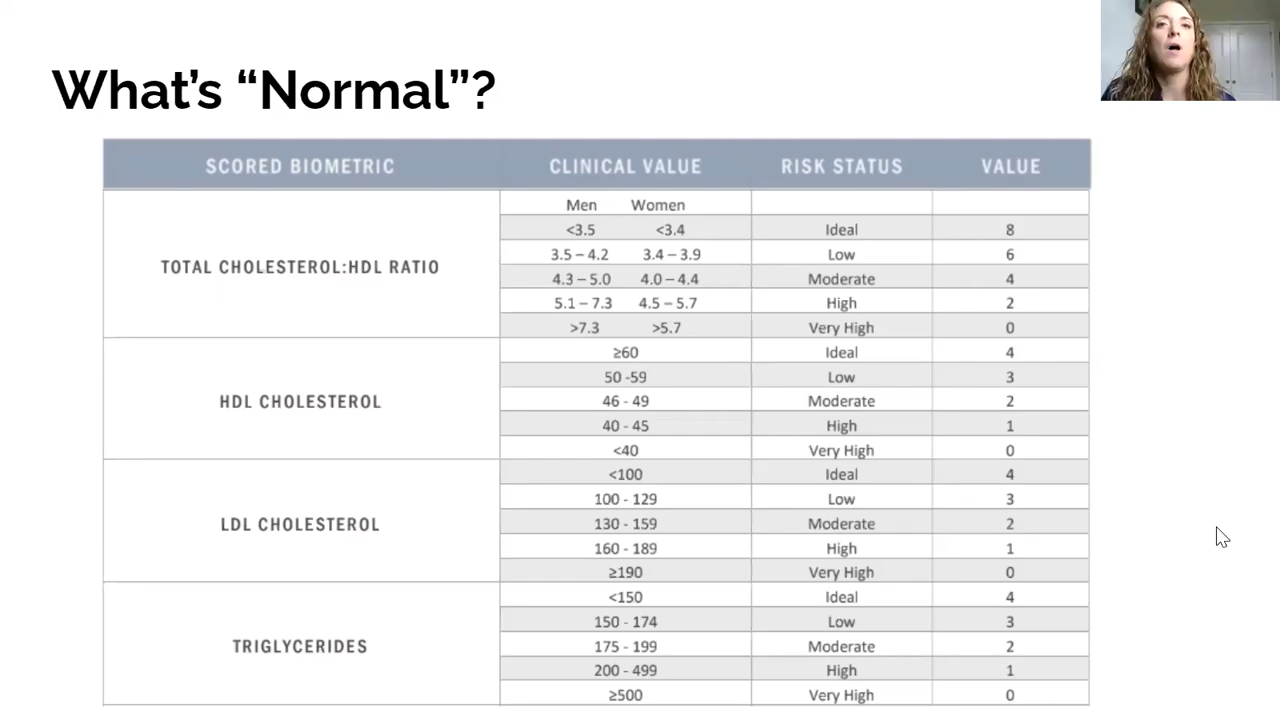 What's “Normal”?
SCORED BIOMETRIC CLINICAL VALUE RISK STATUS VALUE
TOTAL CHOLESTEROL:HDL RATIO
Men Women
<3.5 <3.4 Ideal 8
3.5 – 4.2 3.4 – 3.9 Low 6
4.3 – 5.0 4.0 – 4.4 Moderate 4
5.1 – 7.3 4.5 – 5.7 High 2
>7.3 >5.7 Very High 0
HDL CHOLESTEROL
≥60 Ideal 4
50 -59 Low 3
46 - 49 Moderate 2
40 - 45 High 1
<40 Very High 0
LDL CHOLESTEROL
<100 Ideal 4
100 - 129 Low 3
130 - 159 Moderate 2
160 - 189 High 1
≥190 Very High 0
TRIGLYCERIDES
<150 Ideal 4
150 - 174 Low 3
175 - 199 Moderate 2
200 - 499 High 1
≥500 Very High 0